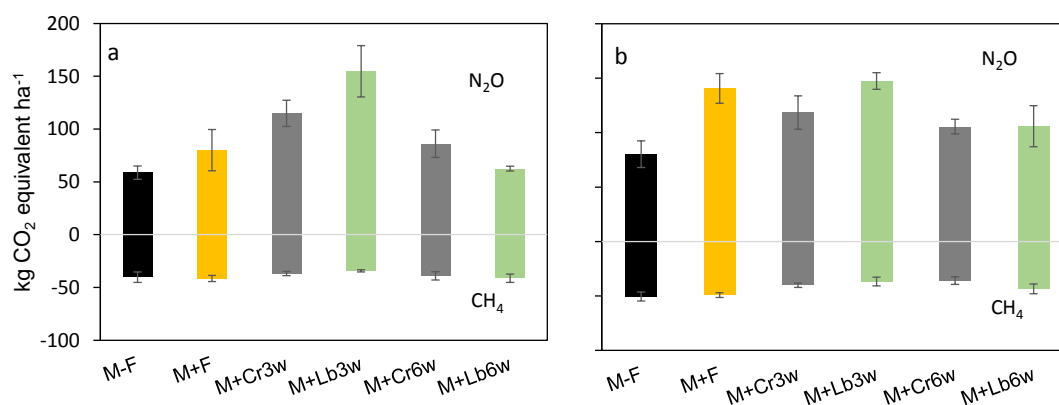 kg CO₂ equivalent ha⁻¹
200
150
100
50
0
-50
-100
a
N₂O
CH₄
M-F
M+F
M+Cr3w
M+Lb3w
M+Cr6w
M+Lb6w
b
N₂O
CH₄
M-F
M+F
M+Cr3w
M+Lb3w
M+Cr6w
M+Lb6w